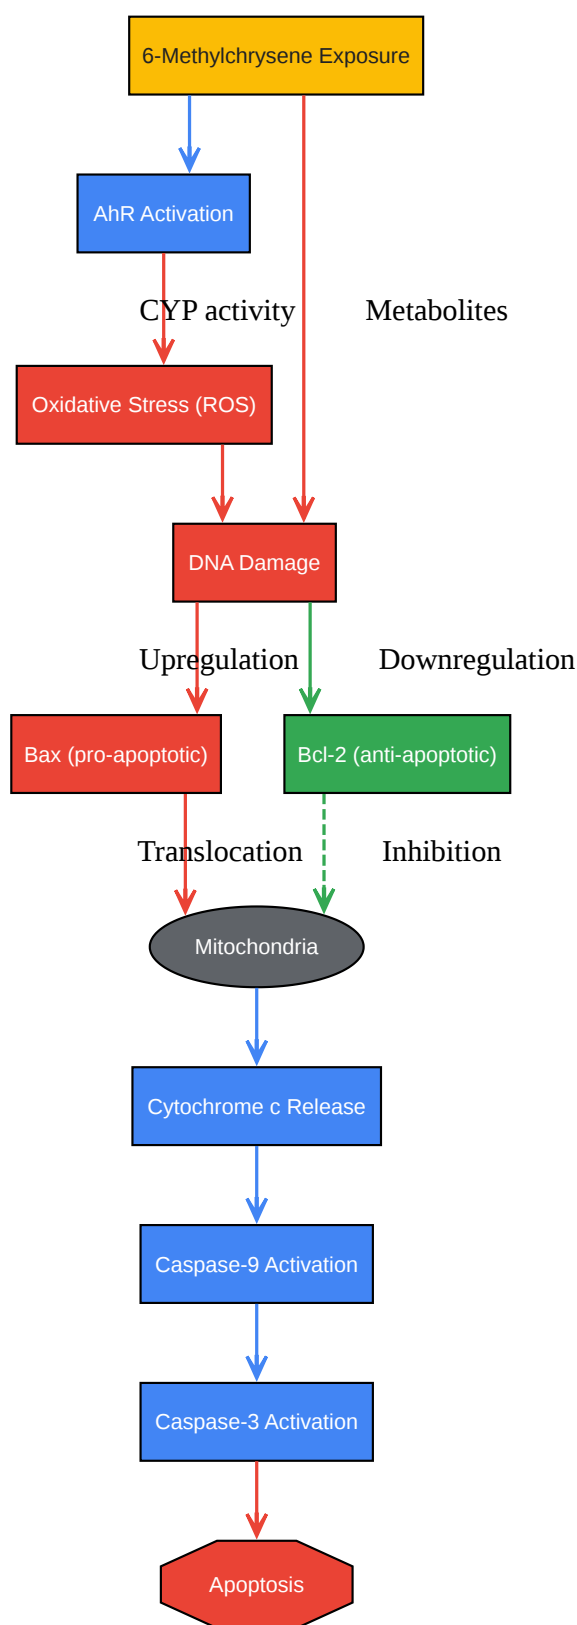 6-Methylchrysene Exposure
AhR Activation
CYP activity
Metabolites
Oxidative Stress (ROS)
DNA Damage
Upregulation
Downregulation
Bax (pro-apoptotic)
Bcl-2 (anti-apoptotic)
Translocation
Inhibition
Mitochondria
Cytochrome c Release
Caspase-9 Activation
Caspase-3 Activation
Apoptosis